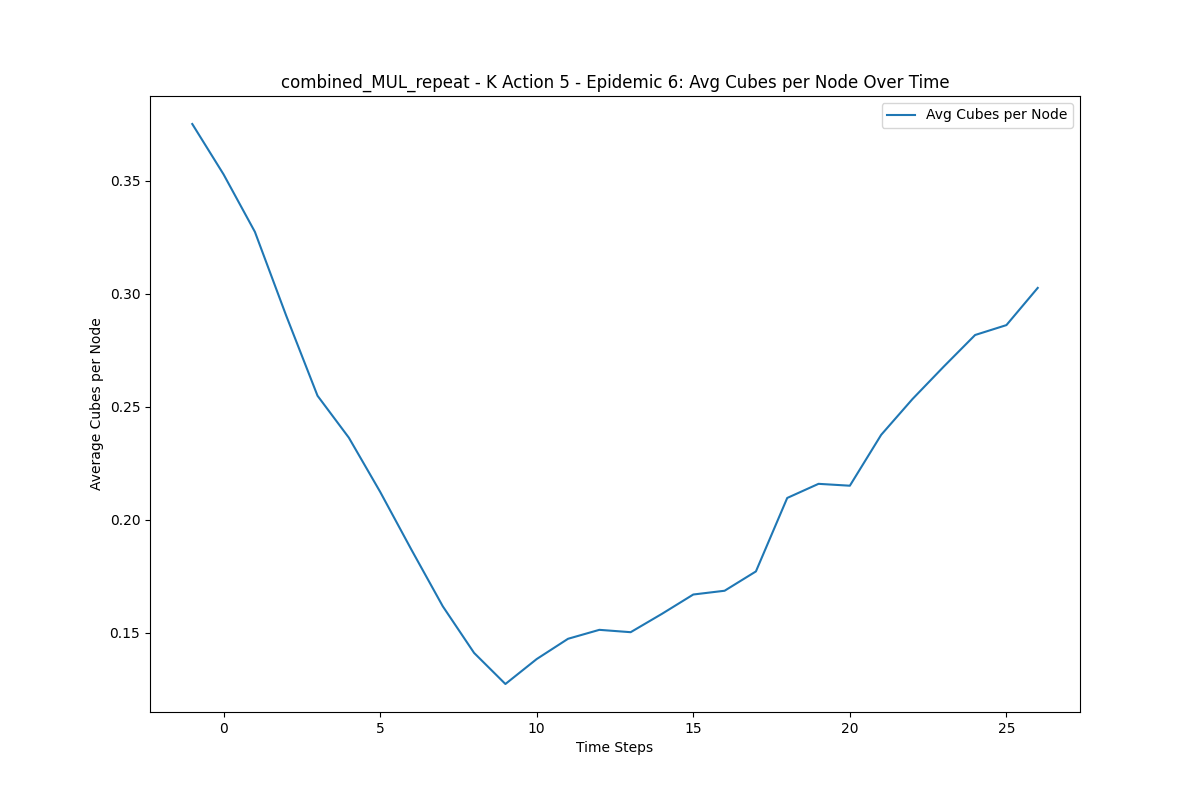 combined_MUL_repeat - K Action 5 - Epidemic 6: Avg Cubes per Node Over Time
Avg Cubes per Node
0.35
0.30
0.25
0.20
0.15
Average Cubes per Node
0 5 10 15 20 25
Time Steps